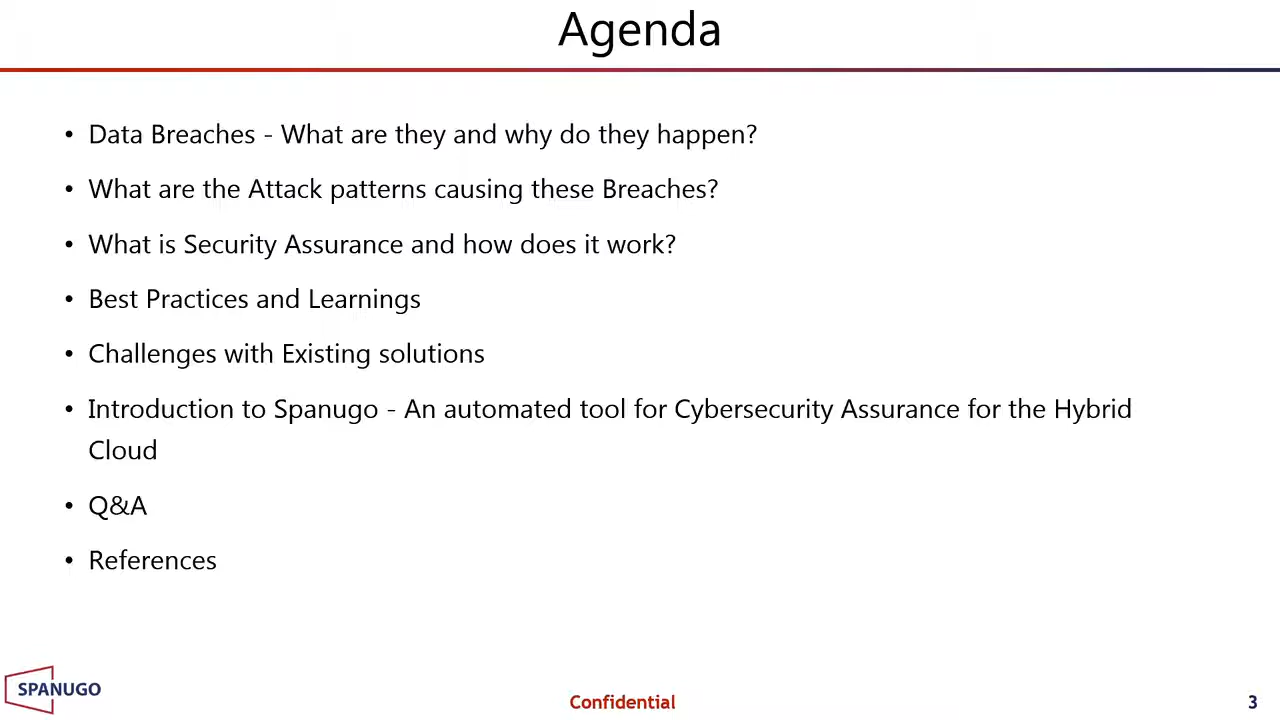 Agenda
• Data Breaches - What are they and why do they happen?
• What are the Attack patterns causing these Breaches?
• What is Security Assurance and how does it work?
• Best Practices and Learnings
• Challenges with Existing solutions
• Introduction to Spanugo - An automated tool for Cybersecurity Assurance for the Hybrid
Cloud
• Q&A
• References
SPANUGO
Confidential
3